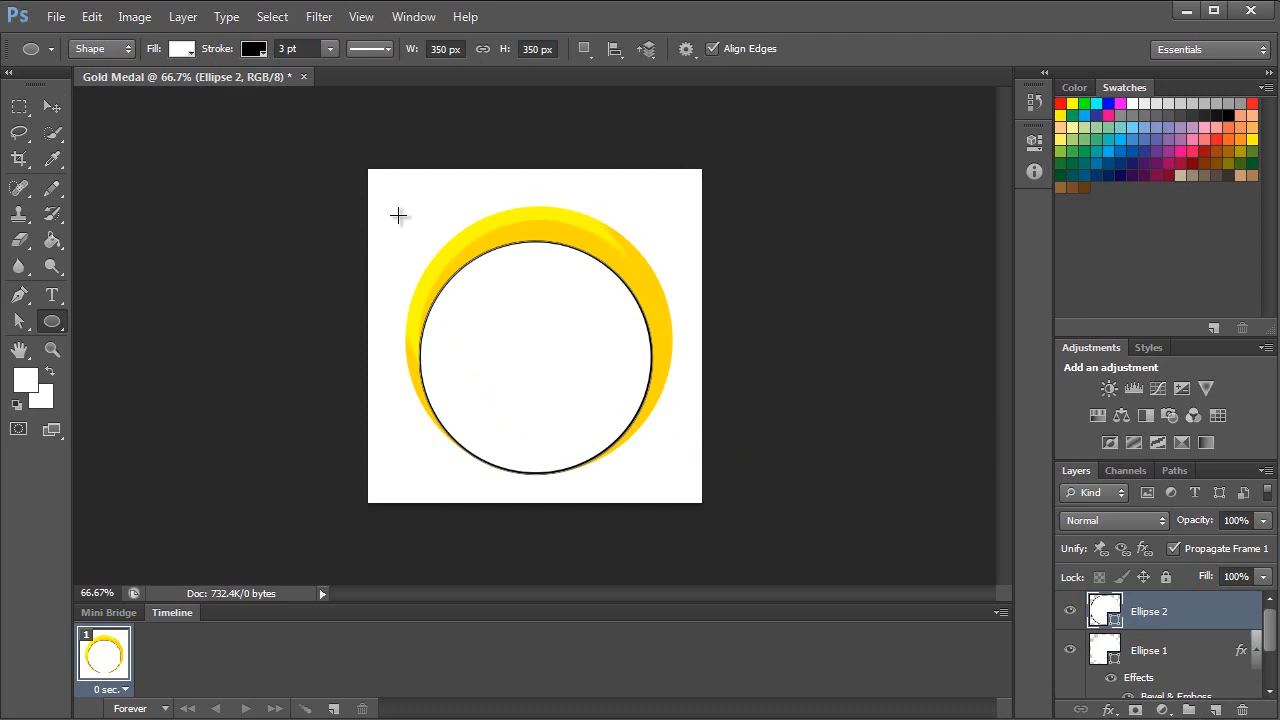 Ps File Edit Image Layer Type Select Filter View Window Help
Shape Fill: Stroke: 3 pt W: 350 px H: 350 px Align Edges Essentials
Gold Medal @ 66.7% (Ellipse 2, RGB/8) * ×
Color Swatches
Adjustments Styles
Add an adjustment
Layers Channels Paths
Kind T
Normal Opacity: 100%
Unify: Propagate Frame 1
Lock: Fill: 100%
Ellipse 2
Ellipse 1 fx
Effects
Bevel & Emboss
66.67% Doc: 732.4K/0 bytes
Mini Bridge Timeline
1
0 sec.
Forever